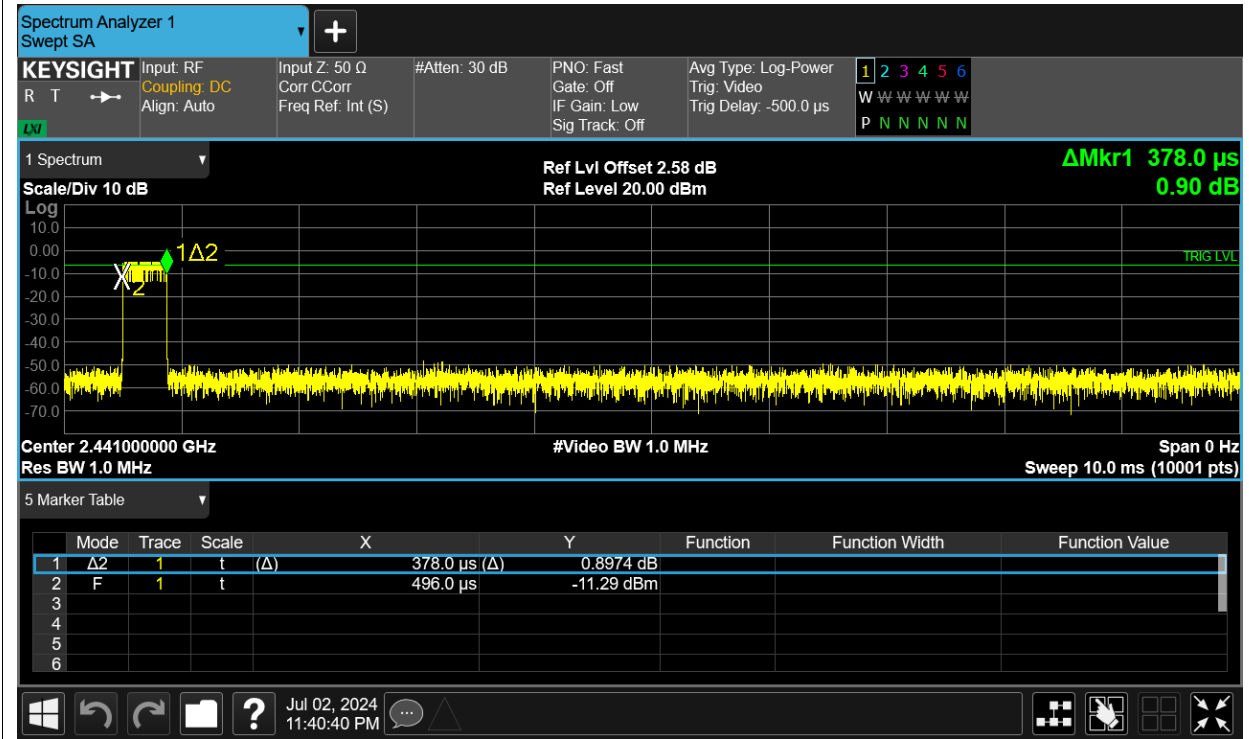 Spectrum Analyzer 1
Swept SA
+
KEYSIGHT Input: RF Input Z: 50 Ω #Atten: 30 dB PNO: Fast Avg Type: Log-Power 1 2 3 4 5 6
R T Coupling: DC Corr CCorr Gate: Off Trig: Video W W W W W W
Align: Auto Freq Ref: Int (S) IF Gain: Low Trig Delay: -500.0 µs
LXI Sig Track: Off P N N N N N
1 Spectrum ΔMkr1 378.0 µs
Ref Lvl Offset 2.58 dB
Scale/Div 10 dB Ref Level 20.00 dBm 0.90 dB
Log
10.0
0.00 1Δ2 TRIG LVL
-10.0 X2
-20.0
-30.0
-40.0
-50.0
-60.0
-70.0
Center 2.441000000 GHz #Video BW 1.0 MHz Span 0 Hz
Res BW 1.0 MHz Sweep 10.0 ms (10001 pts)
5 Marker Table
Mode Trace Scale X Y Function Function Width Function Value
1 Δ2 1 t (Δ) 378.0 µs (Δ) 0.8974 dB
2 F 1 t 496.0 µs -11.29 dBm
3
4
5
6
? Jul 02, 2024
11:40:40 PM